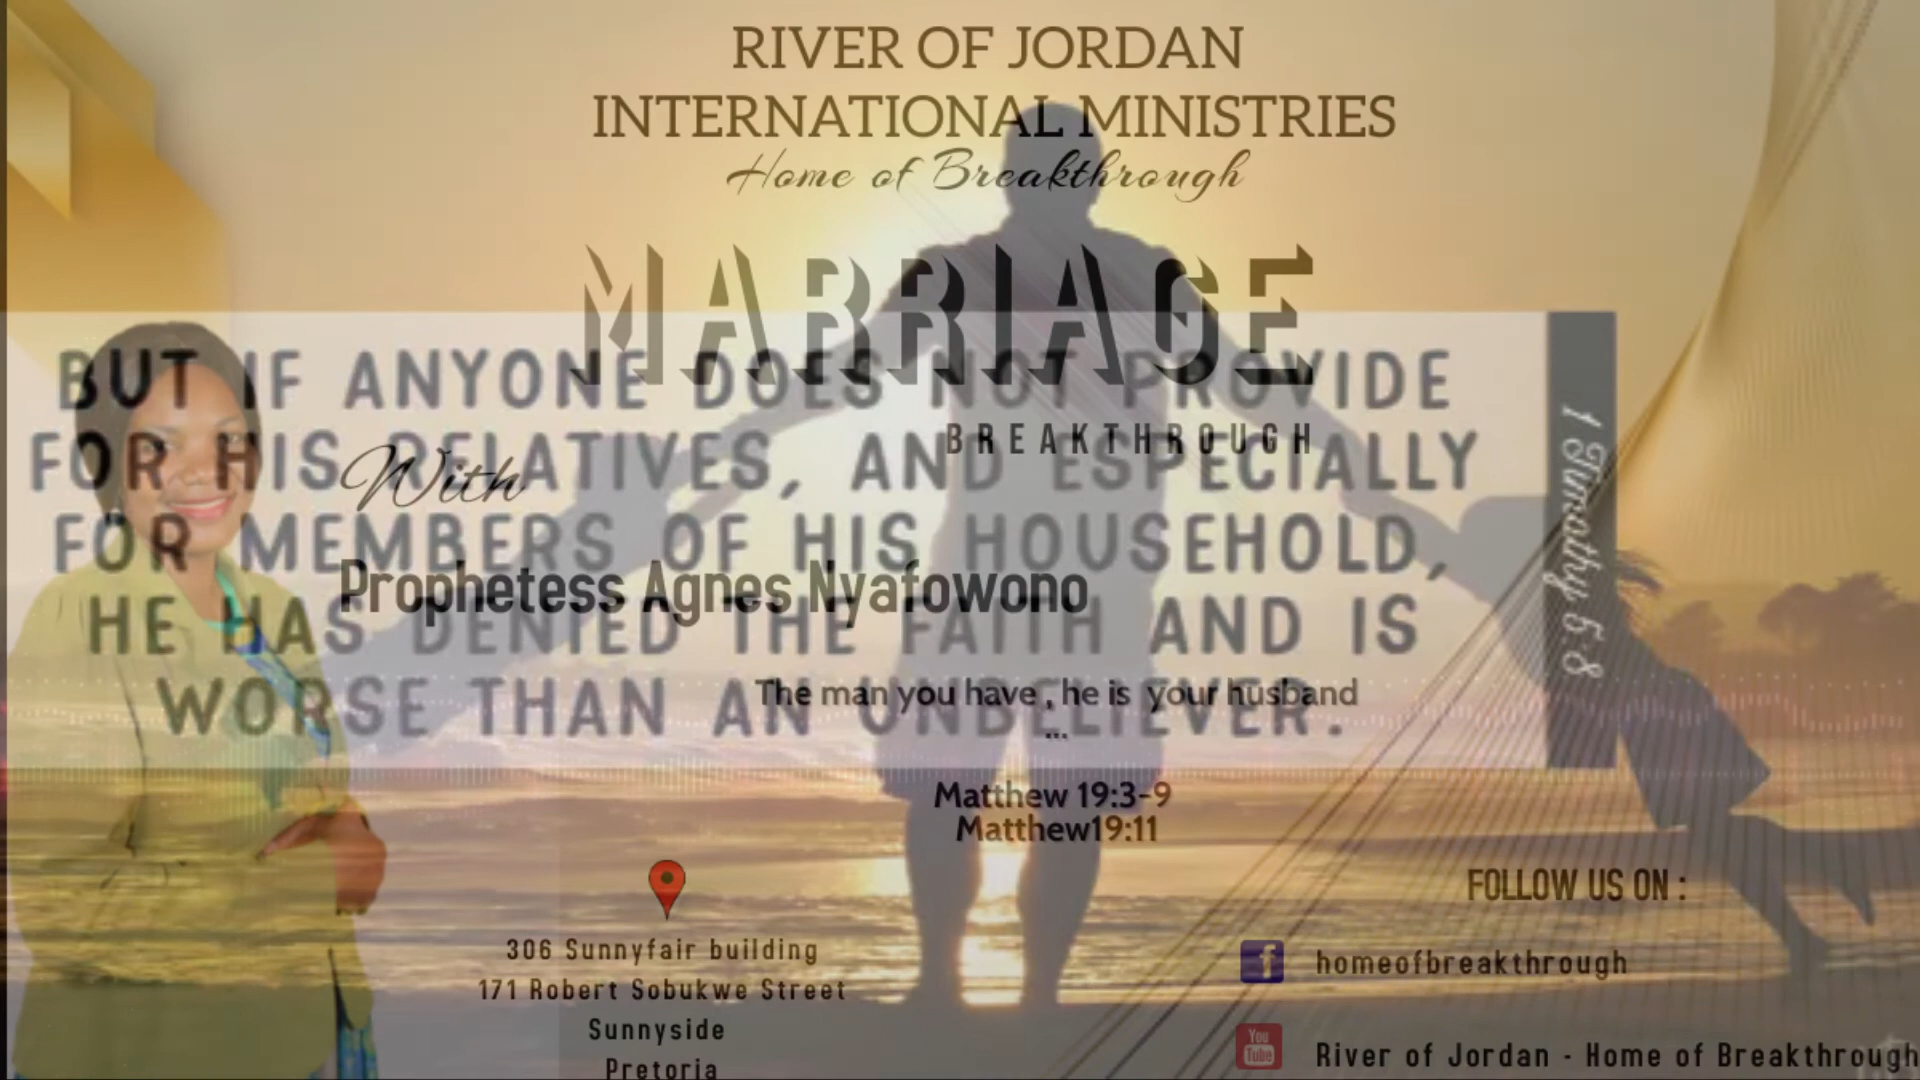 RIVER OF JORDAN
INTERNATIONAL MINISTRIES
Home of Breakthrough
MARRIAGE
BREAKTHROUGH
With
Prophetess Agnes Nyafowono
The man you have , he is your husband
...
Matthew 19:3-9
Matthew19:11
BUT IF ANYONE DOES NOT PROVIDE
FOR HIS RELATIVES, AND ESPECIALLY
FOR MEMBERS OF HIS HOUSEHOLD,
HE HAS DENIED THE FAITH AND IS
WORSE THAN AN UNBELIEVER.
1 Timothy 5:8
306 Sunnyfair building
171 Robert Sobukwe Street
Sunnyside
Pretoria
FOLLOW US ON :
f homeofbreakthrough
You
Tube
River of Jordan - Home of Breakthrough